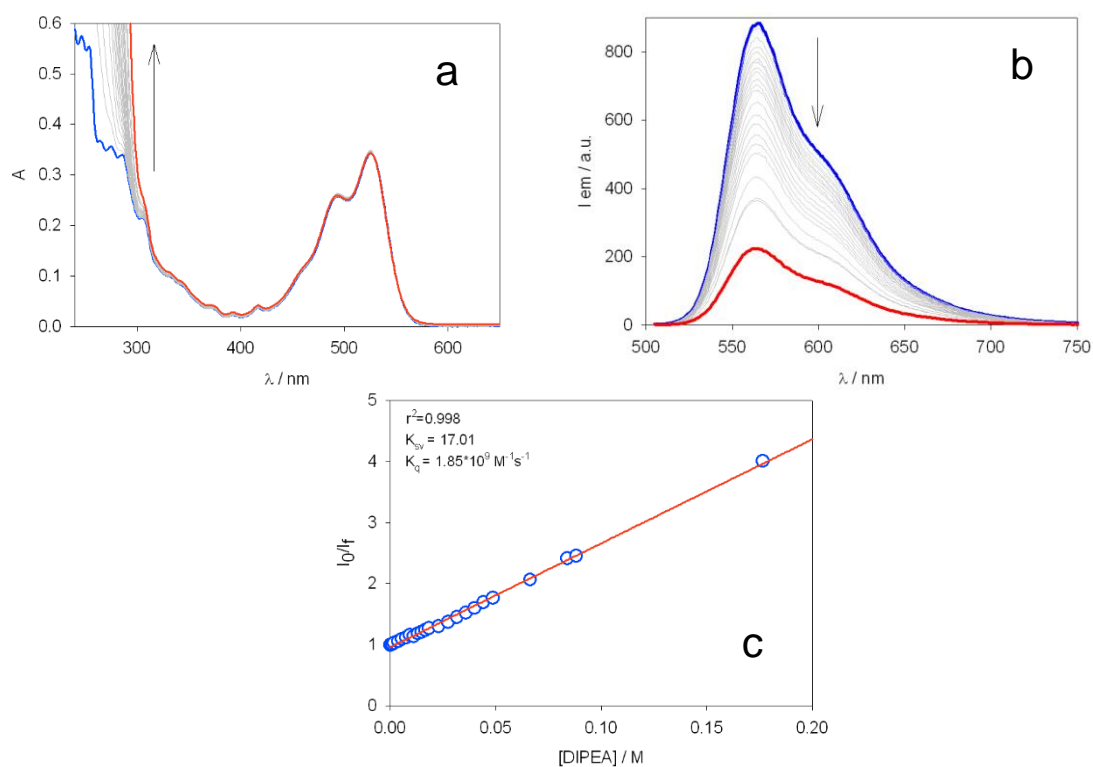 a
0.6
0.5
0.4
0.3
0.2
0.1
0.0
A
300
400
500
600
λ / nm
b
800
600
400
200
0
I em / a.u.
500
550
600
650
700
750
λ / nm
5
4
3
2
1
0
I₀/I_f
r²=0.998
K_sv = 17.01
K_q = 1.85*10⁹ M⁻¹s⁻¹
c
0.00
0.05
0.10
0.15
0.20
[DIPEA] / M